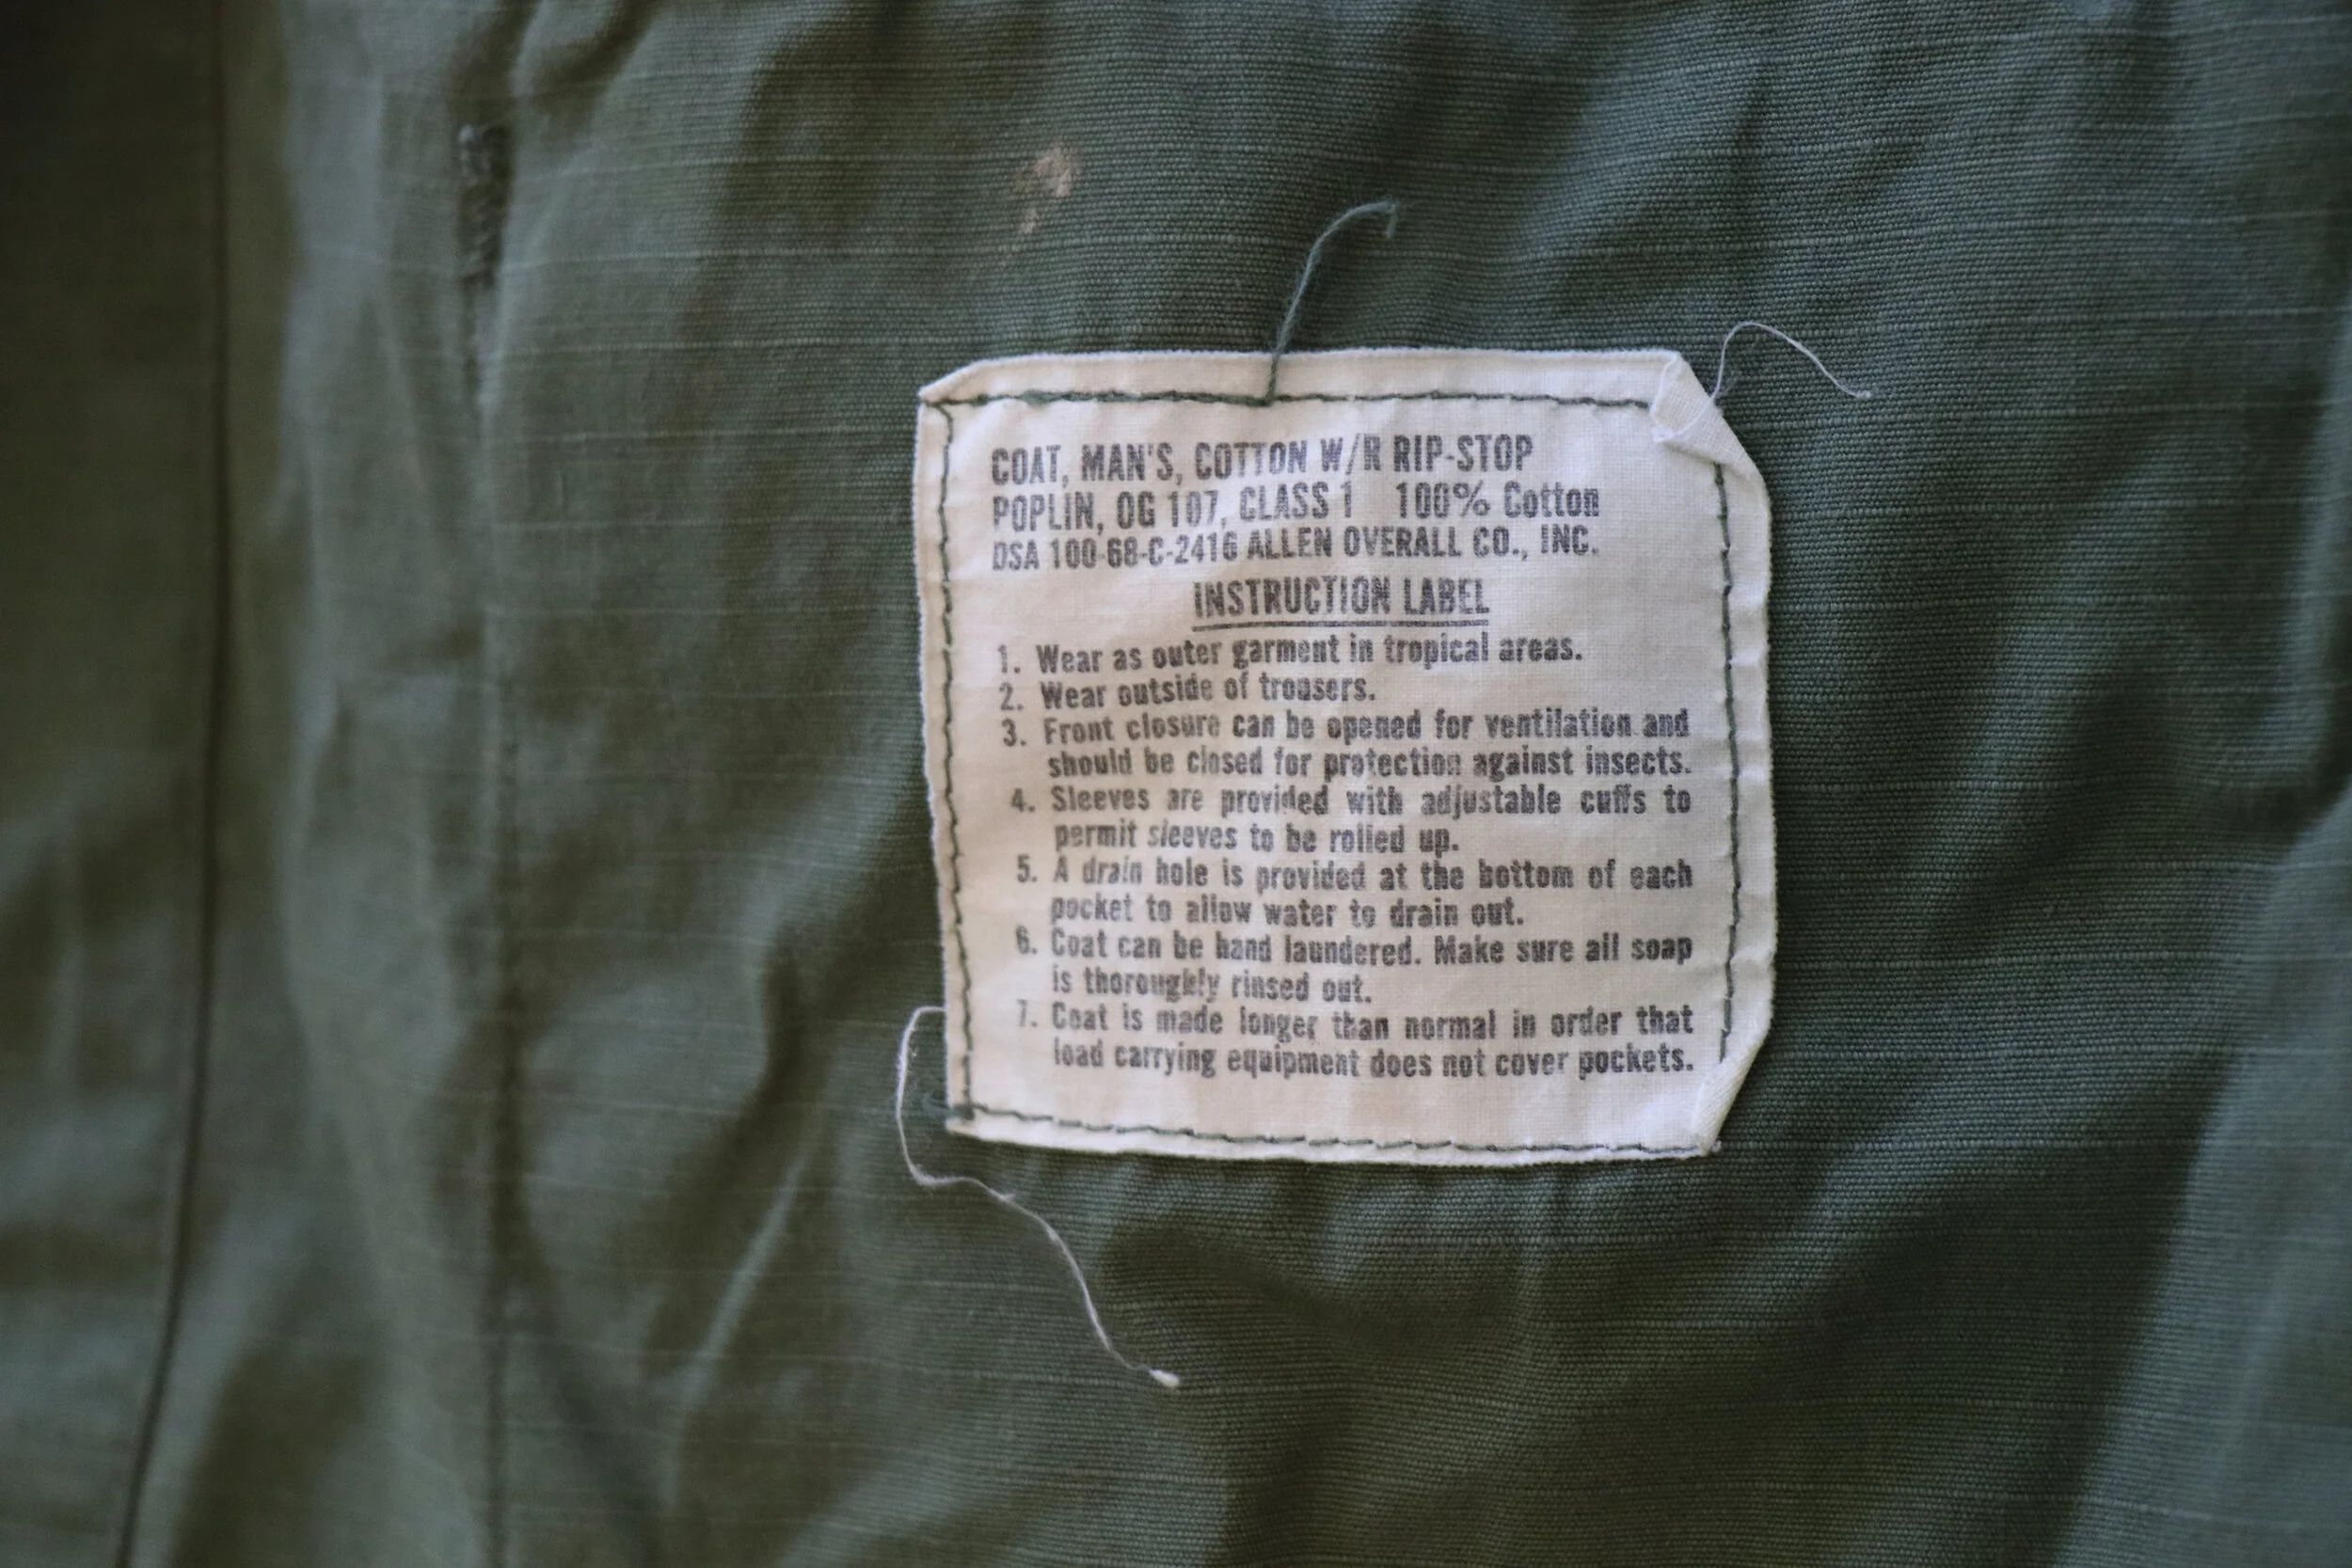 COAT, MAN'S, COTTON W/R RIP-STOP
POPLIN, OG 107, CLASS 1 100% Cotton
DSA 100-68-C-2416 ALLEN OVERALL CO., INC.
INSTRUCTION LABEL
1. Wear as outer garment in tropical areas.
2. Wear outside of trousers.
3. Front closure can be opened for ventilation and
should be closed for protection against insects.
4. Sleeves are provided with adjustable cuffs to
permit sleeves to be rolled up.
5. A drain hole is provided at the bottom of each
pocket to allow water to drain out.
6. Coat can be hand laundered. Make sure all soap
is thoroughly rinsed out.
7. Coat is made longer than normal in order that
load carrying equipment does not cover pockets.